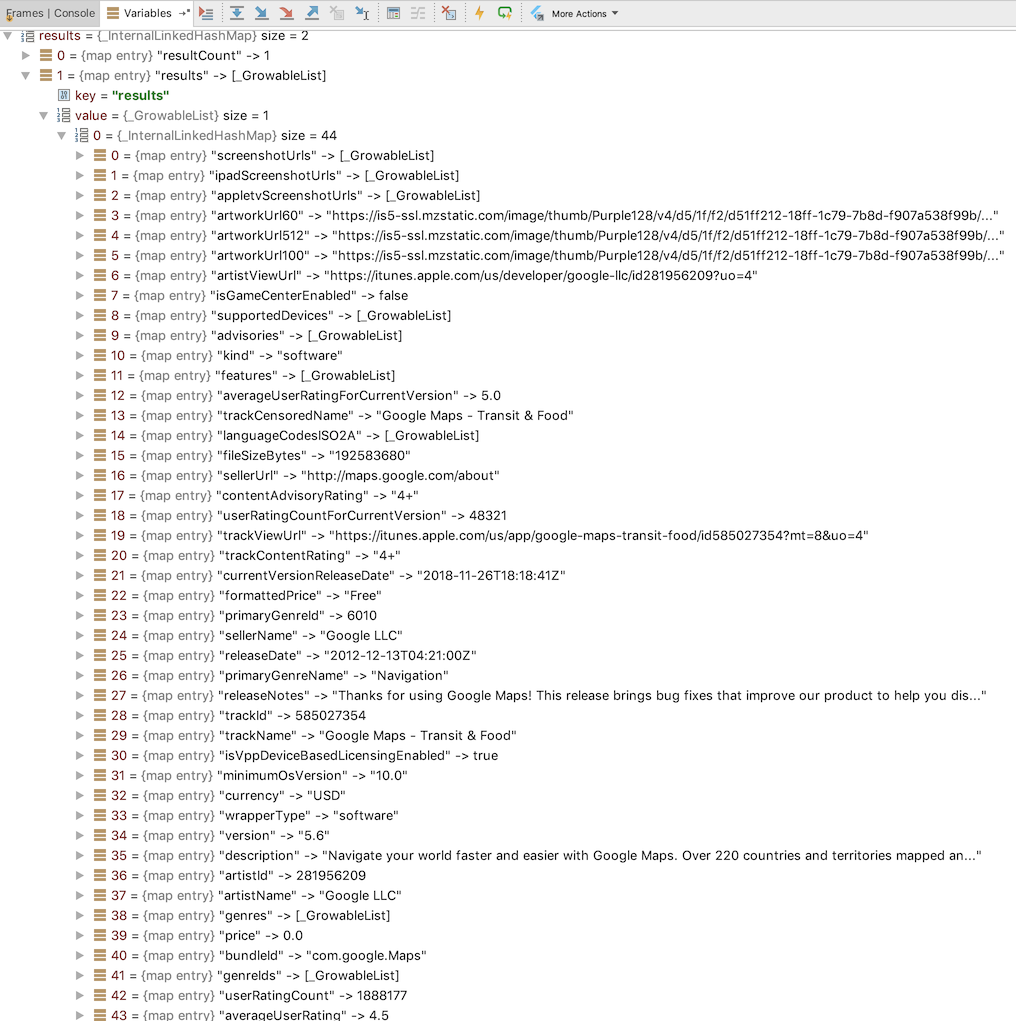 Frames | Console Variables →" More Actions
results = {_InternalLinkedHashMap} size = 2
0 = {map entry} "resultCount" -> 1
1 = {map entry} "results" -> [_GrowableList]
key = "results"
value = {_GrowableList} size = 1
0 = {_InternalLinkedHashMap} size = 44
0 = {map entry} "screenshotUrls" -> [_GrowableList]
1 = {map entry} "ipadScreenshotUrls" -> [_GrowableList]
2 = {map entry} "appletvScreenshotUrls" -> [_GrowableList]
3 = {map entry} "artworkUrl60" -> "https://is5-ssl.mzstatic.com/image/thumb/Purple128/v4/d5/1f/f2/d51ff212-18ff-1c79-7b8d-f907a538f99b/..."
4 = {map entry} "artworkUrl512" -> "https://is5-ssl.mzstatic.com/image/thumb/Purple128/v4/d5/1f/f2/d51ff212-18ff-1c79-7b8d-f907a538f99b/..."
5 = {map entry} "artworkUrl100" -> "https://is5-ssl.mzstatic.com/image/thumb/Purple128/v4/d5/1f/f2/d51ff212-18ff-1c79-7b8d-f907a538f99b/..."
6 = {map entry} "artistViewUrl" -> "https://itunes.apple.com/us/developer/google-llc/id281956209?uo=4"
7 = {map entry} "isGameCenterEnabled" -> false
8 = {map entry} "supportedDevices" -> [_GrowableList]
9 = {map entry} "advisories" -> [_GrowableList]
10 = {map entry} "kind" -> "software"
11 = {map entry} "features" -> [_GrowableList]
12 = {map entry} "averageUserRatingForCurrentVersion" -> 5.0
13 = {map entry} "trackCensoredName" -> "Google Maps - Transit & Food"
14 = {map entry} "languageCodesISO2A" -> [_GrowableList]
15 = {map entry} "fileSizeBytes" -> "192583680"
16 = {map entry} "sellerUrl" -> "http://maps.google.com/about"
17 = {map entry} "contentAdvisoryRating" -> "4+"
18 = {map entry} "userRatingCountForCurrentVersion" -> 48321
19 = {map entry} "trackViewUrl" -> "https://itunes.apple.com/us/app/google-maps-transit-food/id585027354?mt=8&uo=4"
20 = {map entry} "trackContentRating" -> "4+"
21 = {map entry} "currentVersionReleaseDate" -> "2018-11-26T18:18:41Z"
22 = {map entry} "formattedPrice" -> "Free"
23 = {map entry} "primaryGenreId" -> 6010
24 = {map entry} "sellerName" -> "Google LLC"
25 = {map entry} "releaseDate" -> "2012-12-13T04:21:00Z"
26 = {map entry} "primaryGenreName" -> "Navigation"
27 = {map entry} "releaseNotes" -> "Thanks for using Google Maps! This release brings bug fixes that improve our product to help you dis..."
28 = {map entry} "trackId" -> 585027354
29 = {map entry} "trackName" -> "Google Maps - Transit & Food"
30 = {map entry} "isVppDeviceBasedLicensingEnabled" -> true
31 = {map entry} "minimumOsVersion" -> "10.0"
32 = {map entry} "currency" -> "USD"
33 = {map entry} "wrapperType" -> "software"
34 = {map entry} "version" -> "5.6"
35 = {map entry} "description" -> "Navigate your world faster and easier with Google Maps. Over 220 countries and territories mapped an..."
36 = {map entry} "artistId" -> 281956209
37 = {map entry} "artistName" -> "Google LLC"
38 = {map entry} "genres" -> [_GrowableList]
39 = {map entry} "price" -> 0.0
40 = {map entry} "bundleId" -> "com.google.Maps"
41 = {map entry} "genreIds" -> [_GrowableList]
42 = {map entry} "userRatingCount" -> 1888177
43 = {map entry} "averageUserRating" -> 4.5